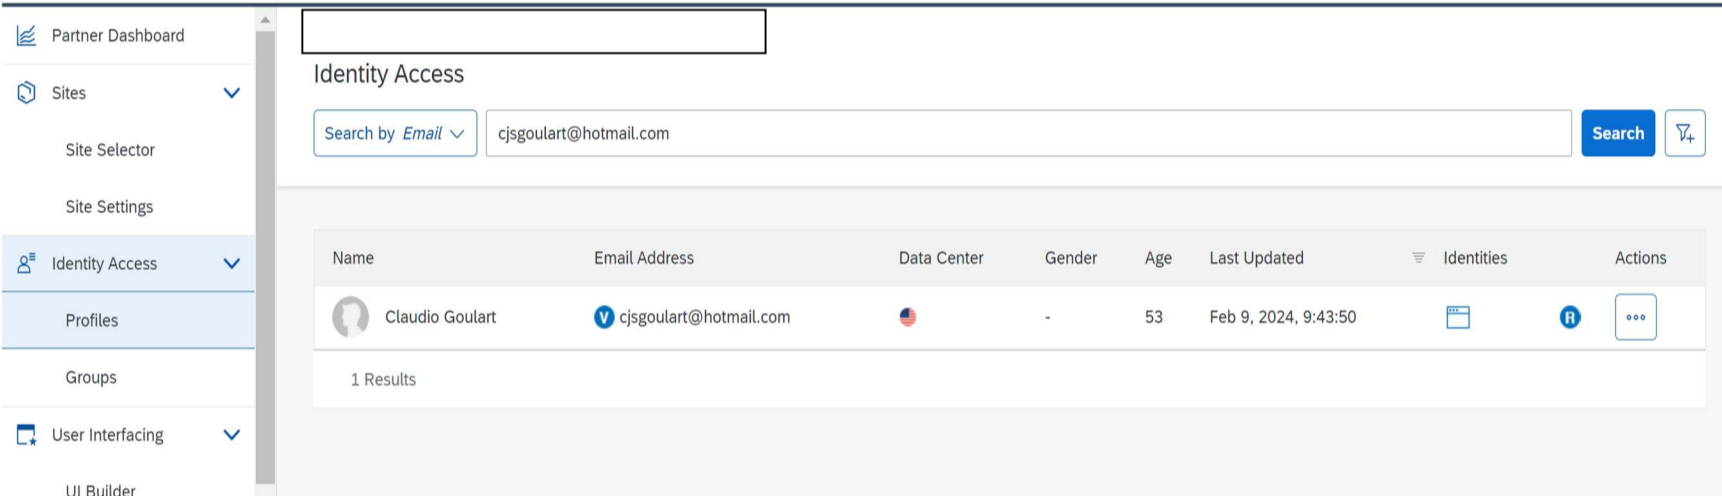 Partner Dashboard
Sites
Site Selector
Site Settings
Identity Access
Profiles
Groups
User Interfacing
UI Builder
Identity Access
Search by Email cjsgoulart@hotmail.com Search
Name Email Address Data Center Gender Age Last Updated Identities Actions
Claudio Goulart V cjsgoulart@hotmail.com - 53 Feb 9, 2024, 9:43:50 R
1 Results